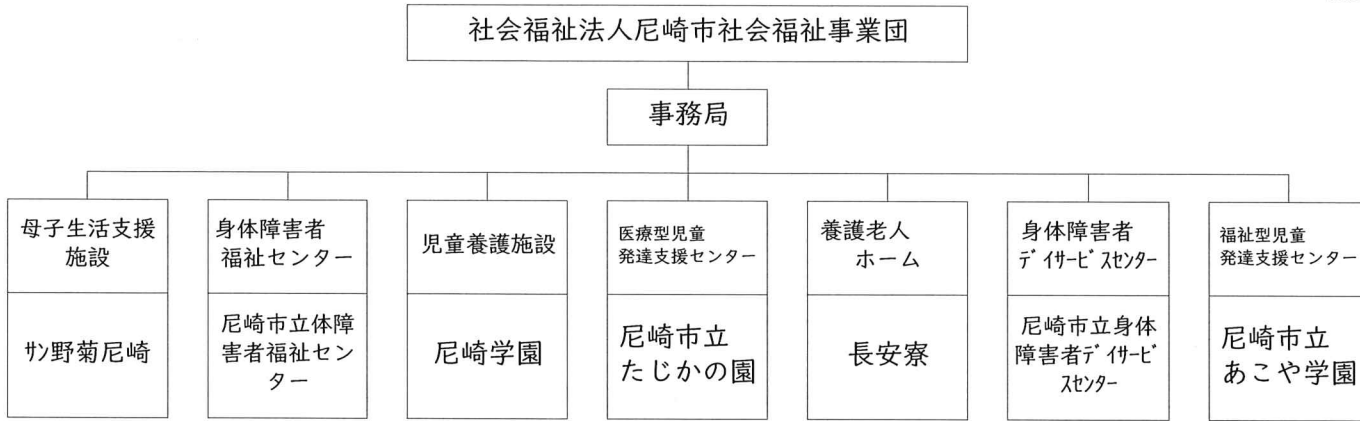 社会福祉法人尼崎市社会福祉事業団
事務局
母子生活支援
施設
サン野菊尼崎
身体障害者
福祉センター
尼崎市立体障
害者福祉セン
ター
児童養護施設
尼崎学園
医療型児童
発達支援センター
尼崎市立
たじかの園
養護老人
ホーム
長安寮
身体障害者
デイサービスセンター
尼崎市立身体
障害者デイサービ
スセンター
福祉型児童
発達支援センター
尼崎市立
あこや学園